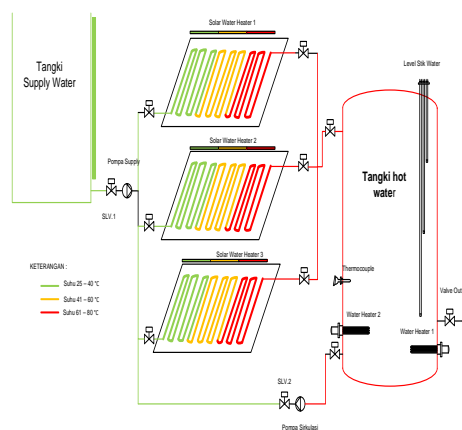 Solar Water Heater 1
Tangki
Supply Water
Level Stik Water
Pompa Supply
Solar Water Heater 2
Tangki hot
water
SLV.1
Solar Water Heater 3
KETERANGAN :
Suhu 25 – 40 °C
Suhu 41 – 60 °C
Suhu 61 – 80 °C
Thermocouple
Valve Out
Water Heater 2
Water Heater 1
SLV.2
Pompa Sirkulasi